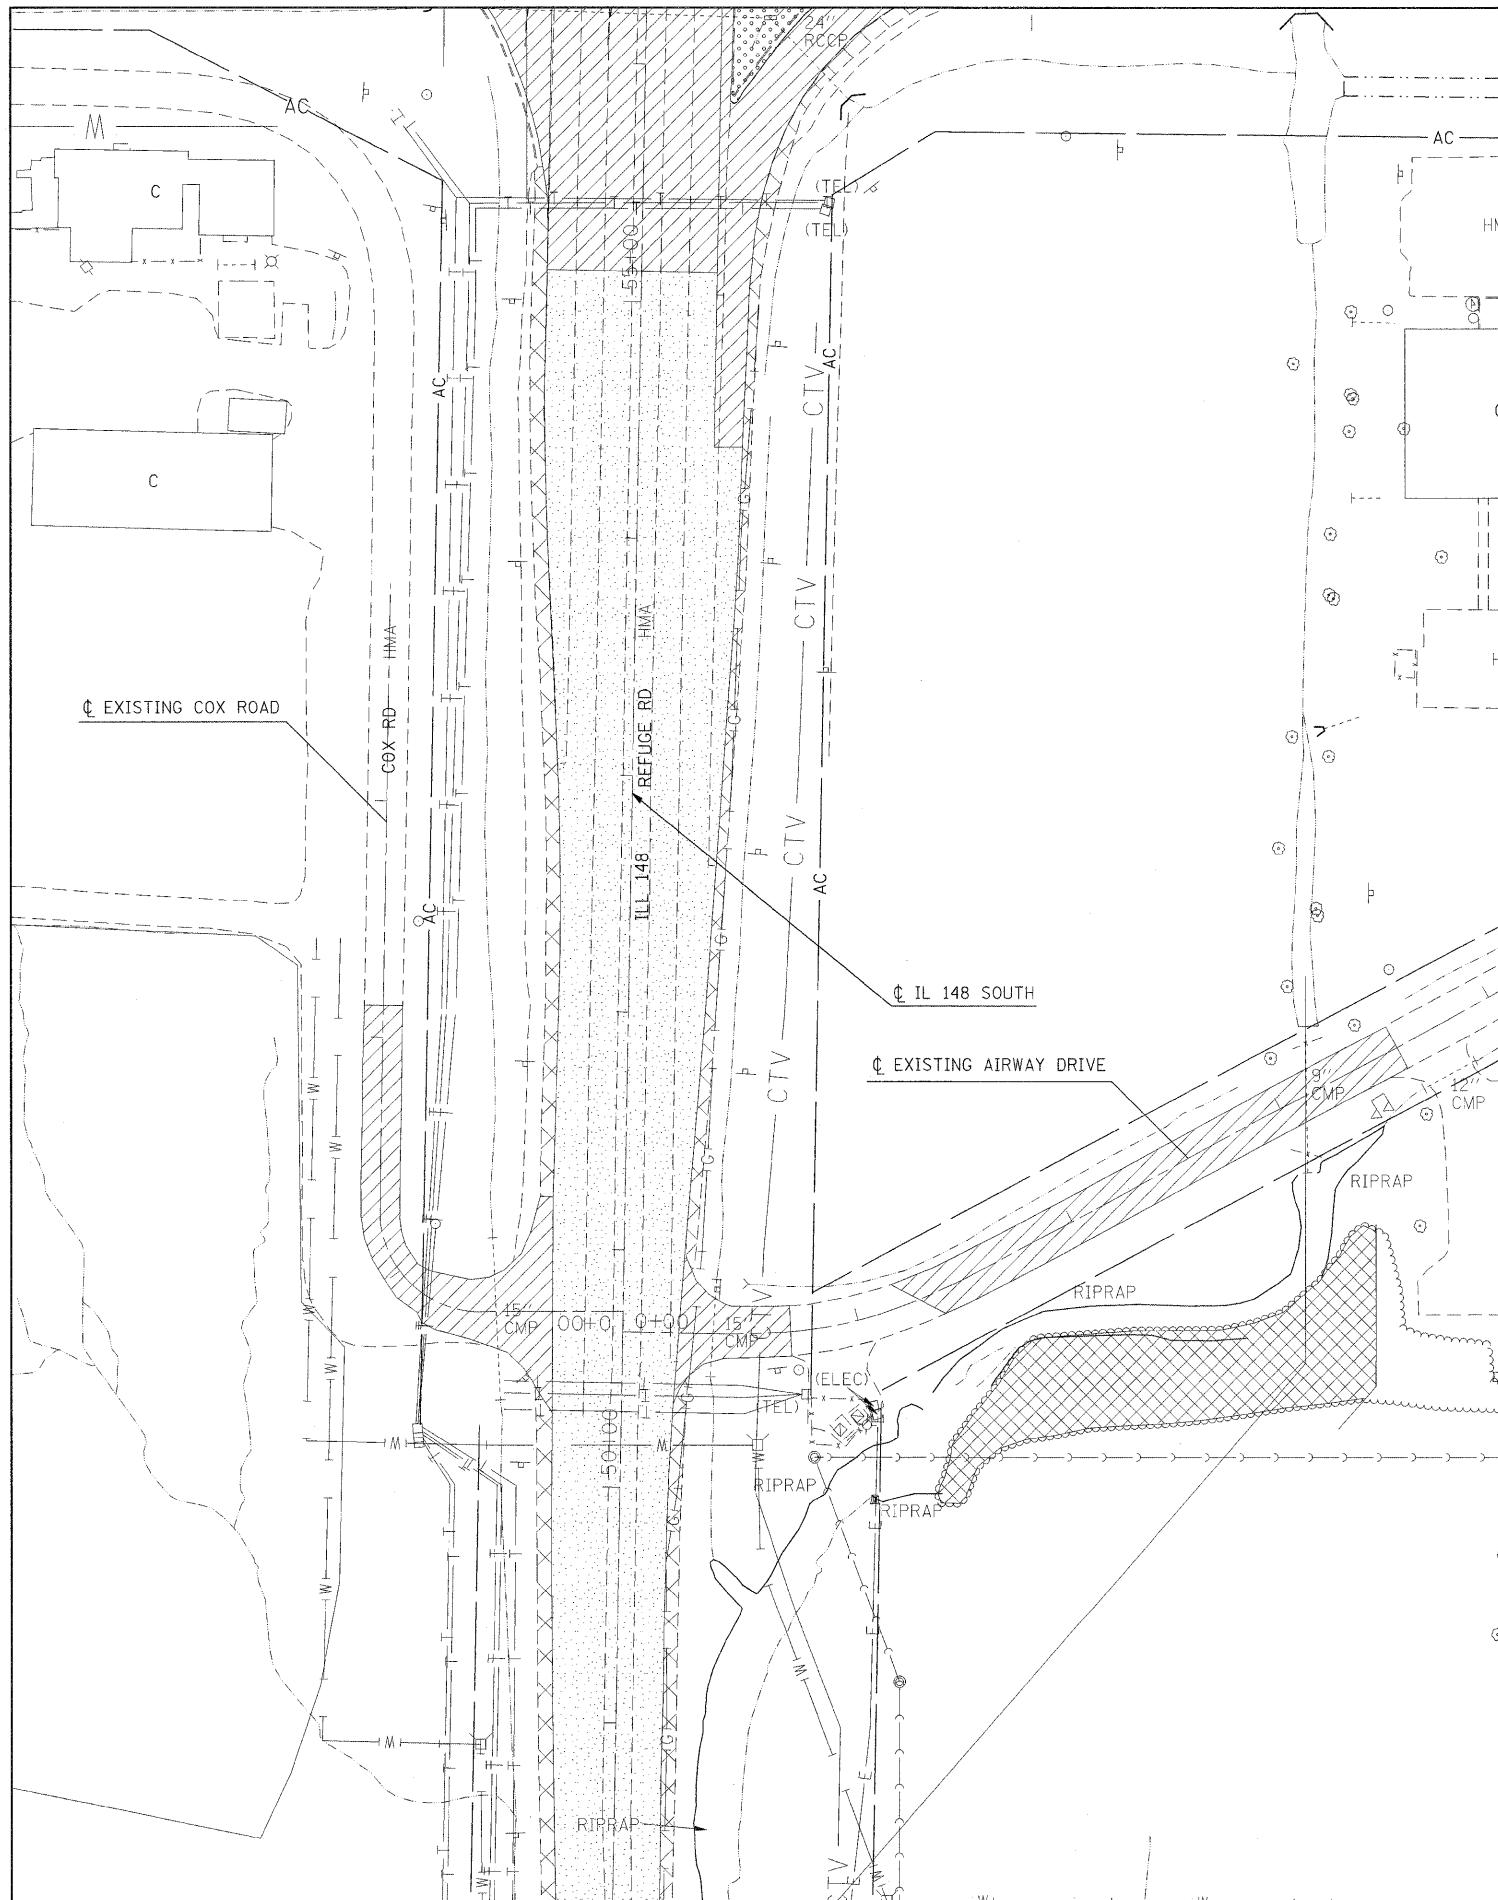 24"
RCCP
AC
W
AC
C
(TEL)
(TEL)
55+00
AC
AC
CTV
C
G
CTV
HMA
HMA
℄ EXISTING COX ROAD
COX RD
REFUGE RD
G
CTV
ILL 148
AC
AC
G
℄ IL 148 SOUTH
CTV
℄ EXISTING AIRWAY DRIVE
9"
CMP
12"
CMP
W
W
G
RIPRAP
RIPRAP
15"
CMP
00+0
0+00
15"
CMP
W
W
(ELEC)
(TEL)
G
W
W
50+00
W
RIPRAP
RIPRAP
G
E
W
E
W
W
G
E
RIPRAP
W
CTV
E
W
W
W